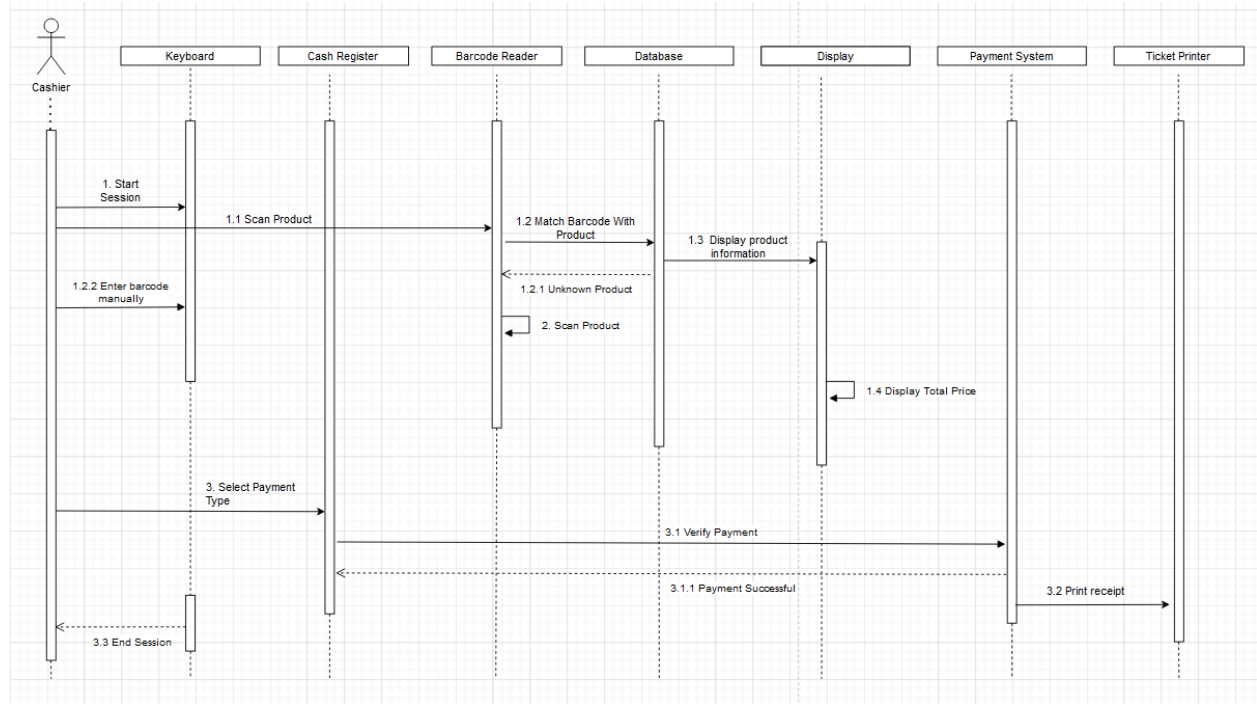 Keyboard
Cash Register
Barcode Reader
Database
Display
Payment System
Ticket Printer
Cashier
1. Start
Session
1.1 Scan Product
1.2 Match Barcode With
Product
1.3 Display product
information
1.2.2 Enter barcode
manually
1.2.1 Unknown Product
2. Scan Product
1.4 Display Total Price
3. Select Payment
Type
3.1 Verify Payment
3.1.1 Payment Successful
3.2 Print receipt
3.3 End Session